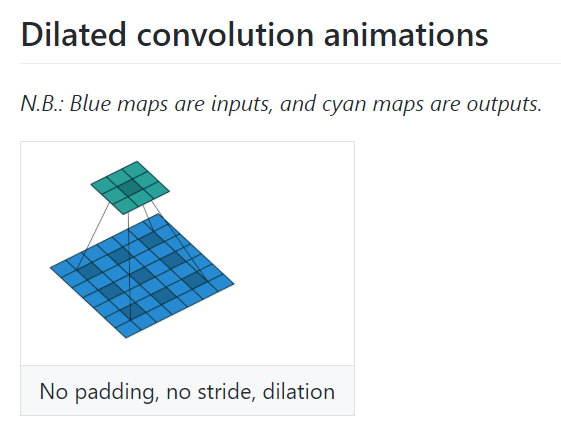 Dilated convolution animations
N.B.: Blue maps are inputs, and cyan maps are outputs.
No padding, no stride, dilation